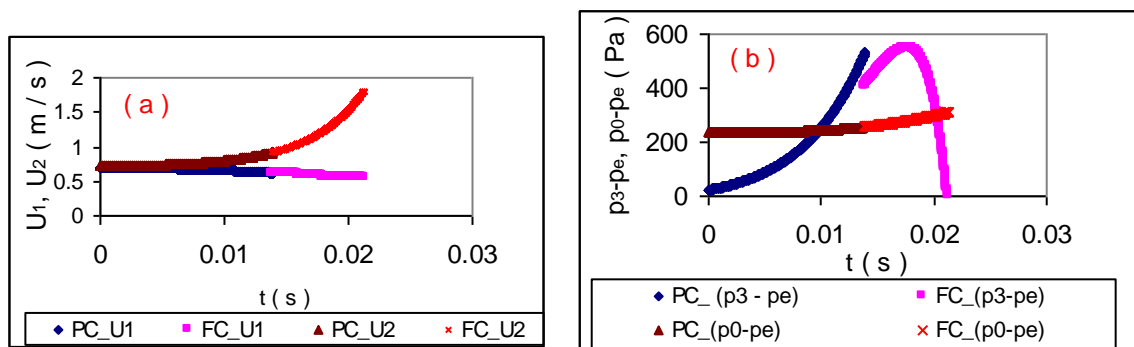 ( a )
U1, U2 ( m / s )
2
1.5
1
0.5
0
0 0.01 0.02 0.03
t ( s )
PC_U1 FC_U1 PC_U2 FC_U2
( b )
p3-pe, p0-pe ( Pa )
600
400
200
0
0 0.01 0.02 0.03
t ( s )
PC_ (p3 - pe) FC_(p3-pe)
PC_(p0-pe) FC_(p0-pe)